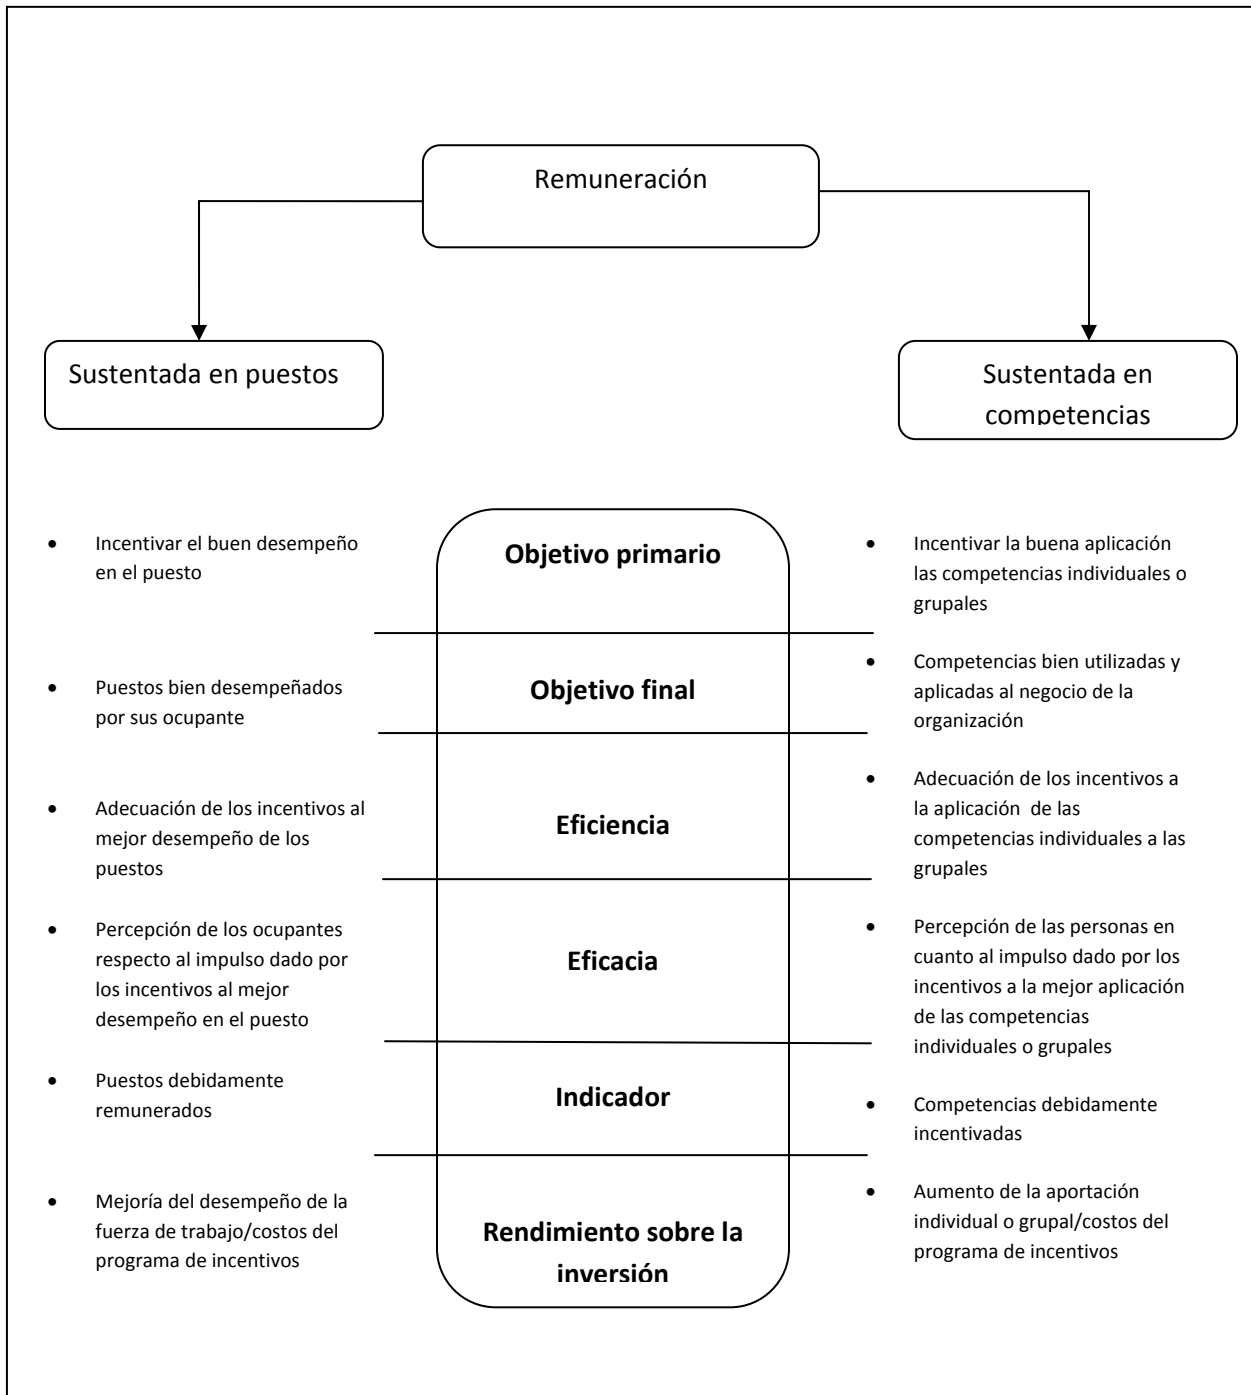 Remuneración
Sustentada en puestos
Sustentada en
competencias
• Incentivar el buen desempeño
en el puesto
Objetivo primario
• Incentivar la buena aplicación
las competencias individuales o
grupales
• Puestos bien desempeñados
por sus ocupante
Objetivo final
• Competencias bien utilizadas y
aplicadas al negocio de la
organización
• Adecuación de los incentivos al
mejor desempeño de los
puestos
Eficiencia
• Adecuación de los incentivos a
la aplicación  de las
competencias individuales a las
grupales
• Percepción de los ocupantes
respecto al impulso dado por
los incentivos al mejor
desempeño en el puesto
Eficacia
• Percepción de las personas en
cuanto al impulso dado por los
incentivos a la mejor aplicación
de las competencias
individuales o grupales
• Puestos debidamente
remunerados
Indicador
• Competencias debidamente
incentivadas
• Mejoría del desempeño de la
fuerza de trabajo/costos del
programa de incentivos
Rendimiento sobre la
inversión
• Aumento de la aportación
individual o grupal/costos del
programa de incentivos